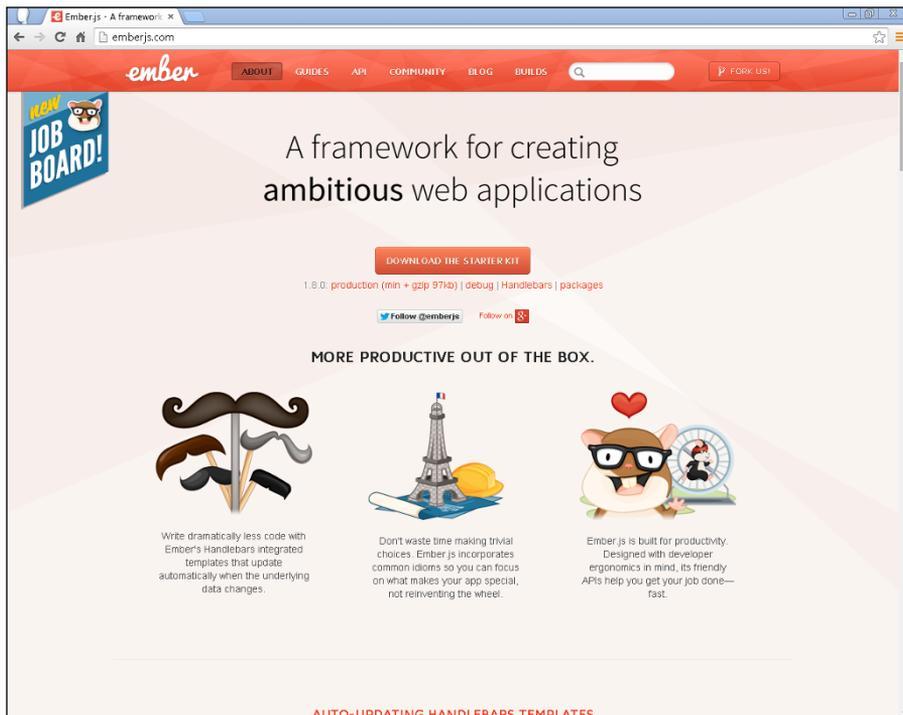 Ember.js - A framework
emberjs.com
ember
ABOUT GUIDES API COMMUNITY BLOG BUILDS FORK US!
new
JOB
BOARD!
A framework for creating
ambitious web applications
DOWNLOAD THE STARTER KIT
1.8.0: production (min + gzip 97kb) | debug | Handlebars | packages
Follow @emberjs Follow on g+
MORE PRODUCTIVE OUT OF THE BOX.
Write dramatically less code with
Ember's Handlebars integrated
templates that update
automatically when the underlying
data changes.
Don't waste time making trivial
choices. Ember.js incorporates
common idioms so you can focus
on what makes your app special,
not reinventing the wheel.
Ember.js is built for productivity.
Designed with developer
ergonomics in mind, its friendly
APIs help you get your job done—
fast.
AUTO-UPDATING HANDLEBARS TEMPLATES